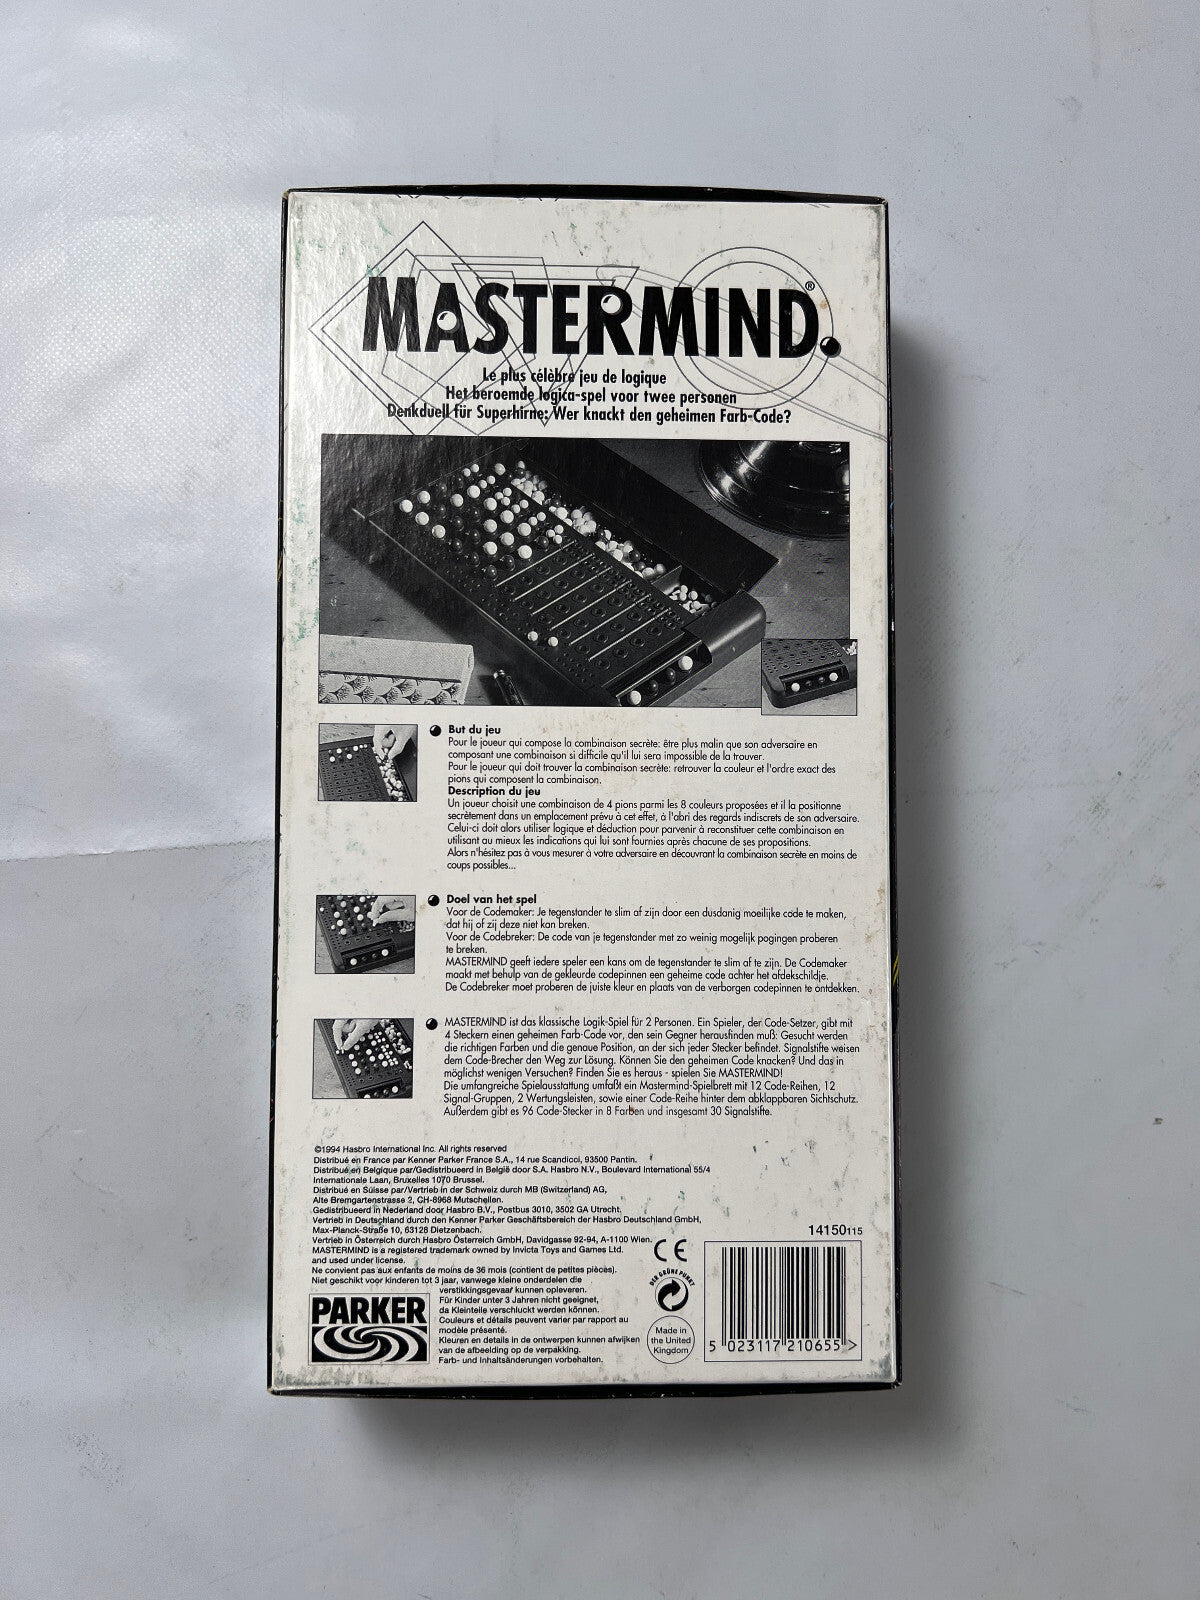 MASTERMIND®
Le plus célèbre jeu de logique
Het beroemde logica-spel voor twee personen
Denkduell für Superhirne: Wer knackt den geheimen Farb-Code?
But du jeu
Pour le joueur qui compose la combinaison secrète: être plus malin que son adversaire en
composant une combinaison si difficile qu'il lui sera impossible de la trouver.
Pour le joueur qui doit trouver la combinaison secrète: retrouver la couleur et l'ordre exact des
pions qui composent la combinaison.
Description du jeu
Un joueur choisit une combinaison de 4 pions parmi les 8 couleurs proposées et il la positionne
secrètement dans un emplacement prévu à cet effet, à l'abri des regards indiscrets de son adversaire.
Celui-ci doit alors utiliser logique et déduction pour parvenir à reconstituer cette combinaison en
utilisant au mieux les indications qui lui sont fournies après chacune de ses propositions.
Alors n'hésitez pas à vous mesurer à votre adversaire en découvrant la combinaison secrète en moins de
coups possibles...
Doel van het spel
Voor de Codemaker: Je tegenstander te slim af zijn door een dusdanig moeilijke code te maken,
dat hij of zij deze niet kan breken.
Voor de Codebreker: De code van je tegenstander met zo weinig mogelijk pogingen proberen
te breken.
MASTERMIND geeft iedere speler een kans om de tegenstander te slim af te zijn. De Codemaker
maakt met behulp van de gekleurde codepinnen een geheime code achter het afdekschildje.
De Codebreker moet proberen de juiste kleur en plaats van de verborgen codepinnen te ontdekken.
MASTERMIND ist das klassische Logik-Spiel für 2 Personen. Ein Spieler, der Code-Setzer, gibt mit
4 Steckern einen geheimen Farb-Code vor, den sein Gegner herausfinden muß: Gesucht werden
die richtigen Farben und die genaue Position, an der sich jeder Stecker befindet. Signalstifte weisen
dem Code-Brecher den Weg zur Lösung. Können Sie den geheimen Code knacken? Und das in
möglichst wenigen Versuchen? Finden Sie es heraus - spielen Sie MASTERMIND!
Die umfangreiche Spielausstattung umfaßt ein Mastermind-Spielbrett mit 12 Code-Reihen, 12
Signal-Gruppen, 2 Wertungsleisten, sowie einer Code-Reihe hinter dem abklappbaren Sichtschutz.
Außerdem gibt es 96 Code-Stecker in 8 Farben und insgesamt 30 Signalstifte.
©1994 Hasbro International Inc. All rights reserved
Distribué en France par Kenner Parker France S.A., 14 rue Scandicci, 93500 Pantin.
Distribué en Belgique par/Gedistribueerd in België door S.A. Hasbro N.V., Boulevard International 55/4
Internationale Laan, Bruxelles 1070 Brussel.
Distribué en Suisse par/Vertrieb in der Schweiz durch MB (Switzerland) AG,
Alte Bremgartenstrasse 2, CH-8968 Mutschellen.
Gedistribueerd in Nederland door Hasbro B.V., Postbus 3010, 3502 GA Utrecht.
Vertrieb in Deutschland durch den Kenner Parker Geschäftsbereich der Hasbro Deutschland GmbH,
Max-Planck-Straße 10, 63128 Dietzenbach.
Vertrieb in Österreich durch Hasbro Österreich GmbH, Davidgasse 92-94, A-1100 Wien.
MASTERMIND is a registered trademark owned by Invicta Toys and Games Ltd.
and used under license.
Ne convient pas aux enfants de moins de 36 mois (contient de petites pièces).
Niet geschikt voor kinderen tot 3 jaar, vanwege kleine onderdelen die
verstikkingsgevaar kunnen opleveren.
Für Kinder unter 3 Jahren nicht geeignet,
da Kleinteile verschluckt werden können.
Couleurs et détails peuvent varier par rapport au
modèle présenté.
Kleuren en details in de ontwerpen kunnen afwijken
van de afbeelding op de verpakking.
Farb- und Inhaltsänderungen vorbehalten.
PARKER
CE
DER GRÜNE PUNKT
Made in
the United
Kingdom
14150115
5 023117 210655 >